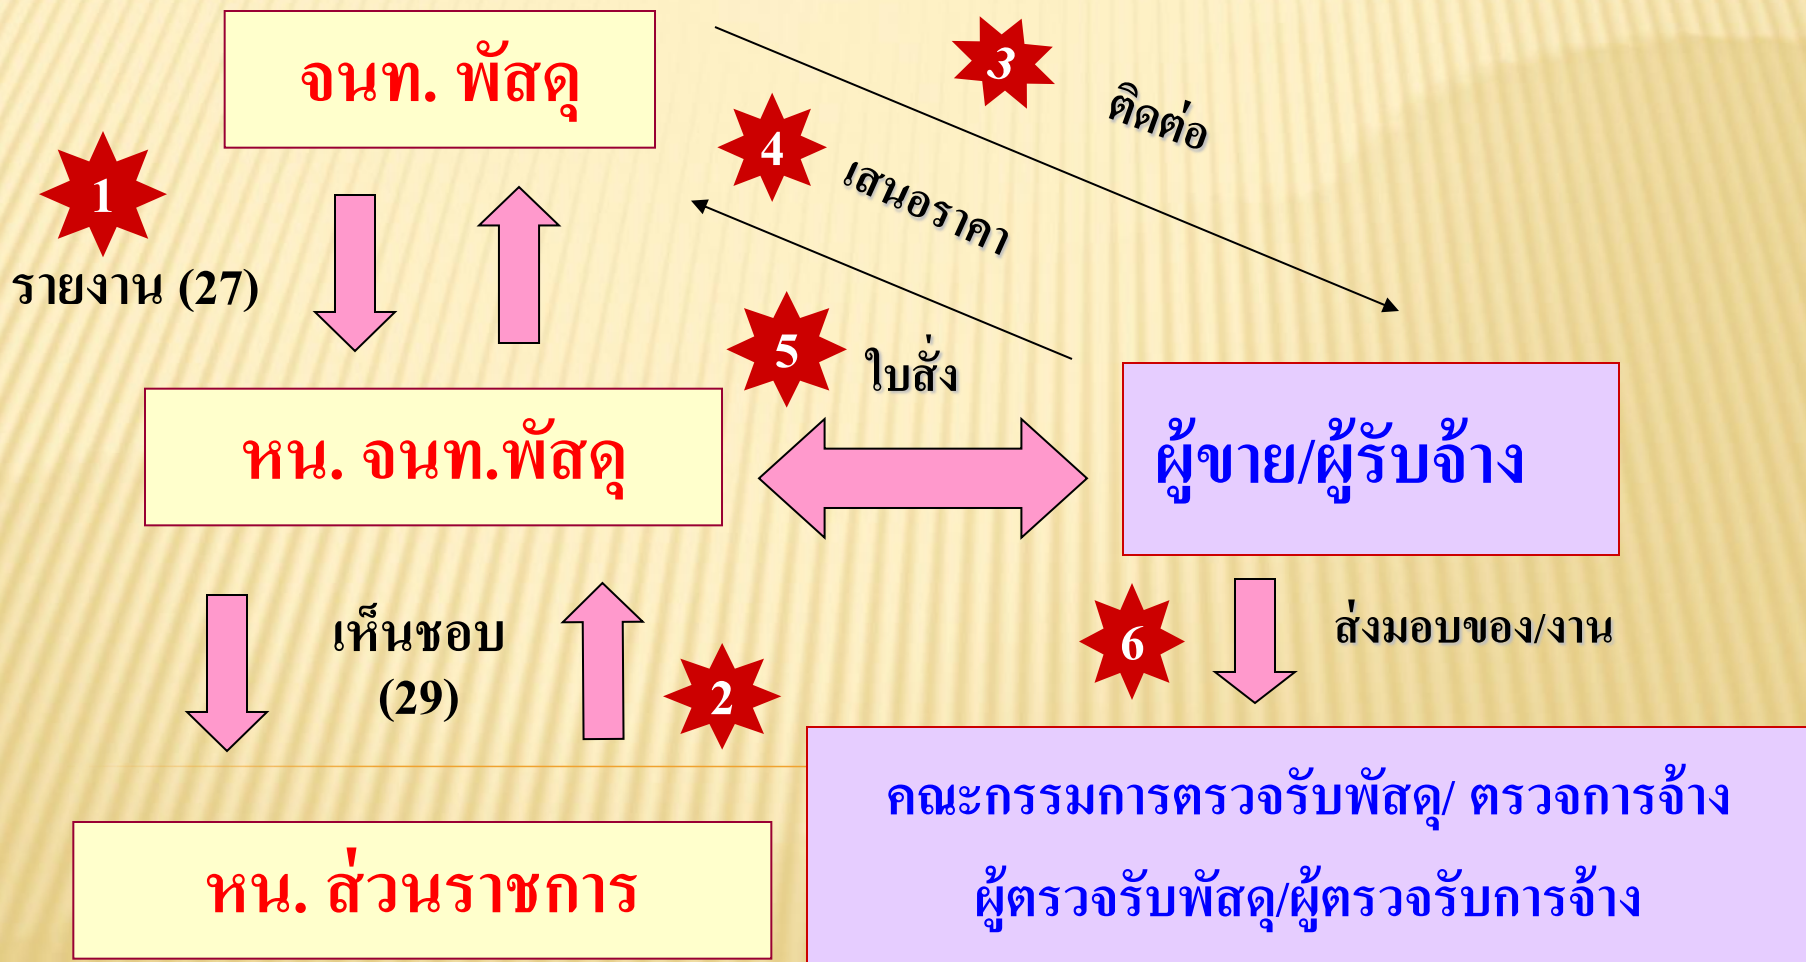 จนท. พัสดุ
3
ติดต่อ
4
เสนอราคา
1
รายงาน (27)
5
ใบสั่ง
หน. จนท.พัสดุ
ผู้ขาย/ผู้รับจ้าง
เห็นชอบ
(29)
2
6
ส่งมอบของ/งาน
คณะกรรมการตรวจรับพัสดุ/ ตรวจการจ้าง
ผู้ตรวจรับพัสดุ/ผู้ตรวจรับการจ้าง
หน. ส่วนราชการ